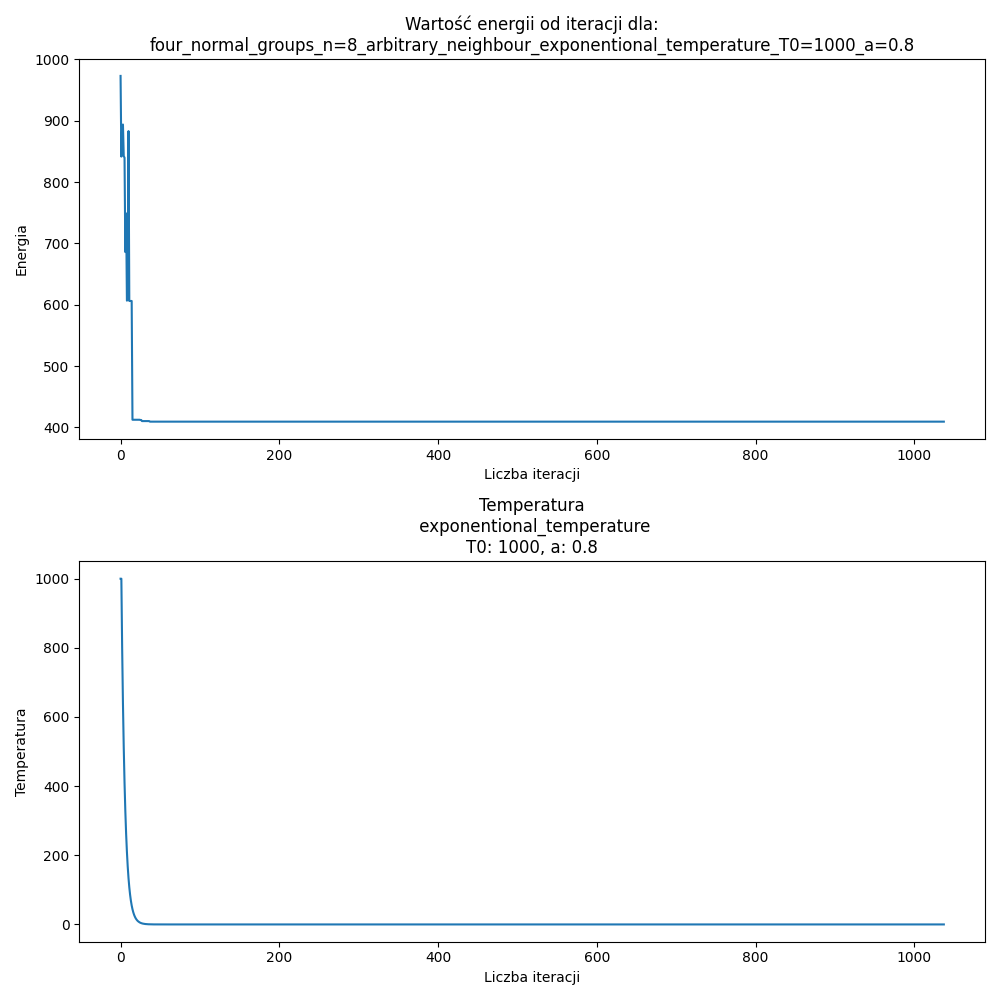 Wartość energii od iteracji dla:
four_normal_groups_n=8_arbitrary_neighbour_exponentional_temperature_T0=1000_a=0.8
1000
900
800
700
600
500
400
Energia
0
200
400
600
800
1000
Liczba iteracji
Temperatura
exponentional_temperature
T0: 1000, a: 0.8
1000
800
600
400
200
0
Temperatura
0
200
400
600
800
1000
Liczba iteracji